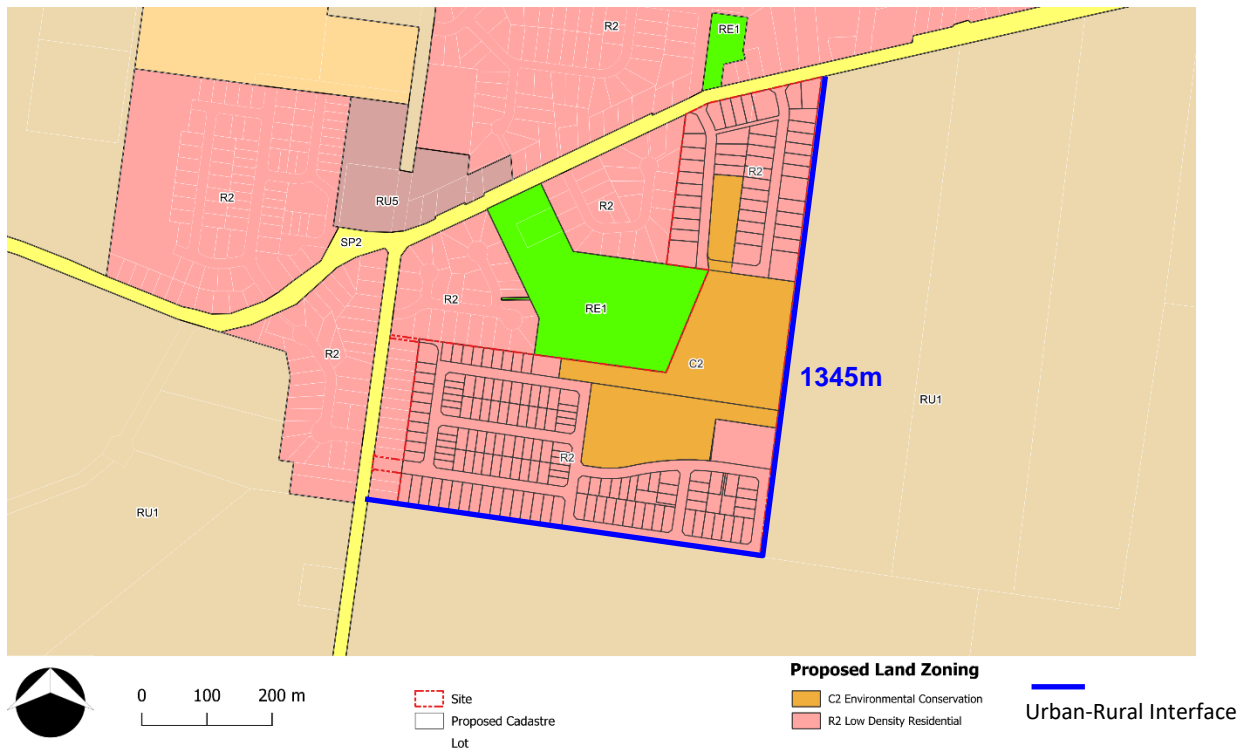 R2
RE1
R2
R2
RU5
R2
SP2
R2
RE1
R2
C2
1345m
RU1
R2
RU1
0 100 200 m
Site
Proposed Cadastre
Lot
Proposed Land Zoning
C2 Environmental Conservation
R2 Low Density Residential
Urban-Rural Interface